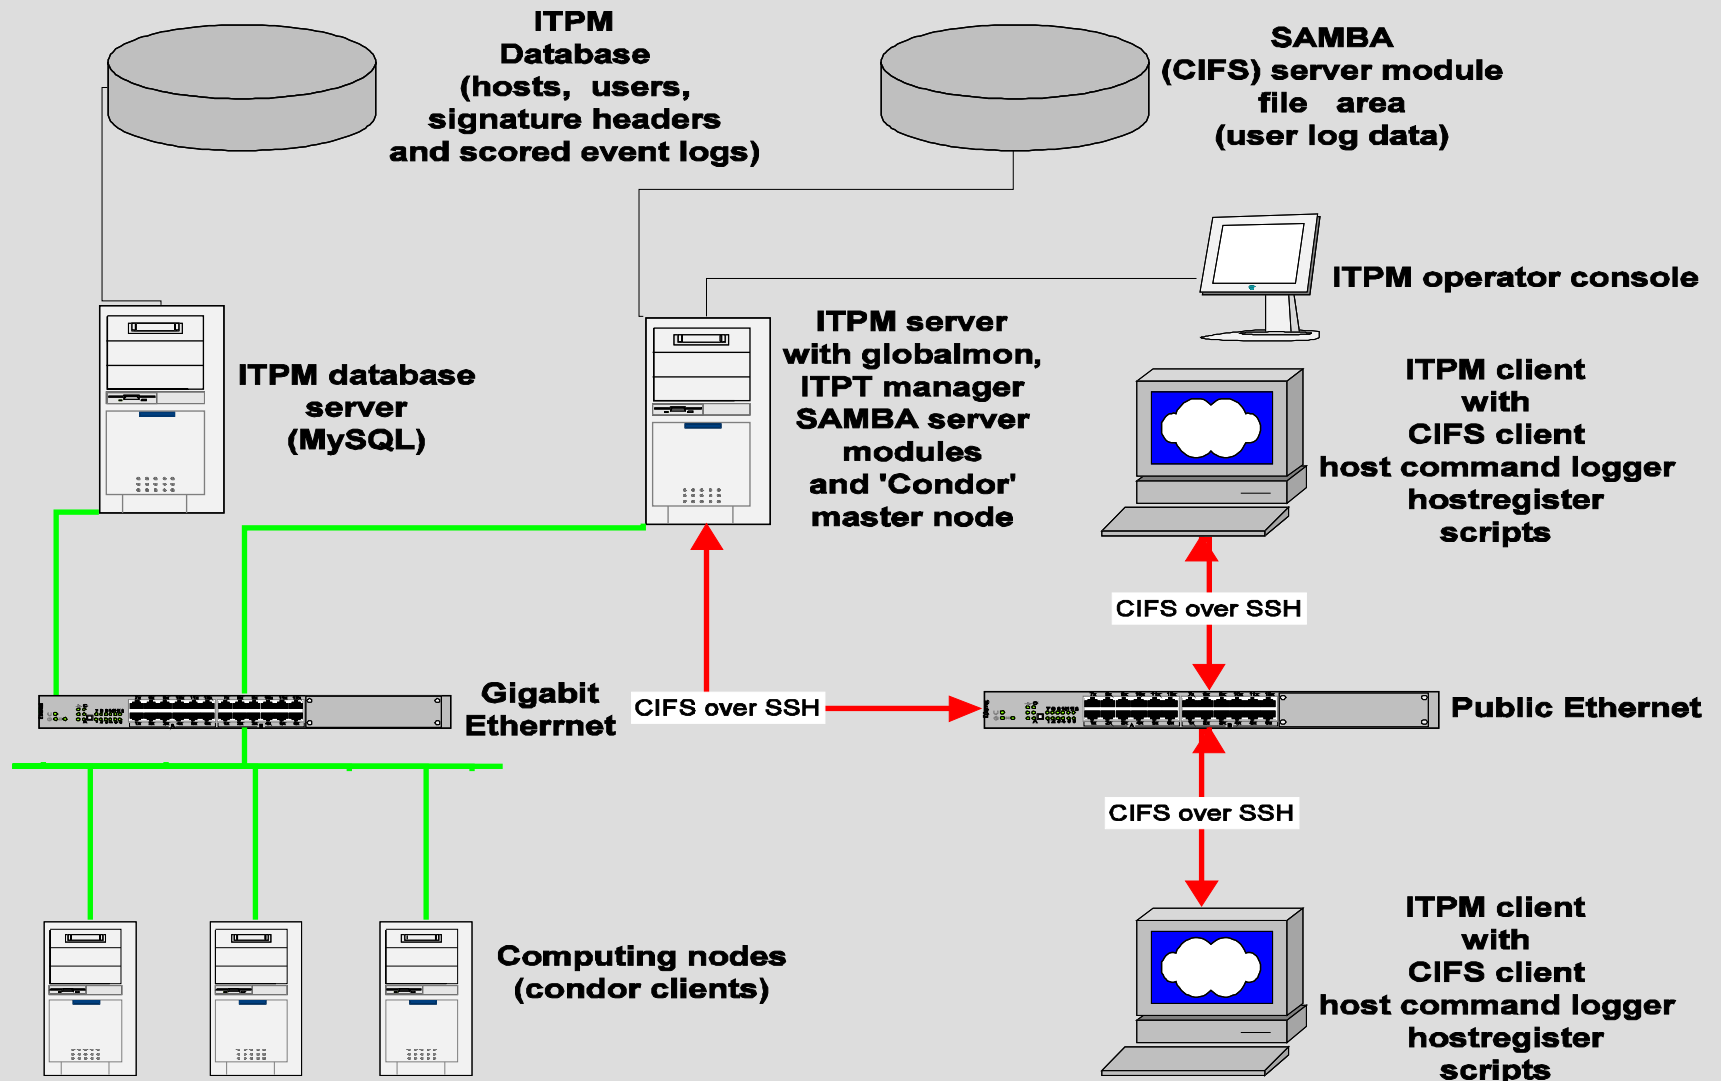 ITPM
Database
(hosts, users,
signature headers
and scored event logs)
SAMBA
(CIFS) server module
file area
(user log data)
ITPM operator console
ITPM database
server
(MySQL)
ITPM server
with globalmon,
ITPT manager
SAMBA server
modules
and 'Condor'
master node
ITPM client
with
CIFS client
host command logger
hostregister
scripts
CIFS over SSH
Gigabit
Etherrnet
CIFS over SSH
Public Ethernet
CIFS over SSH
Computing nodes
(condor clients)
ITPM client
with
CIFS client
host command logger
hostregister
scripts